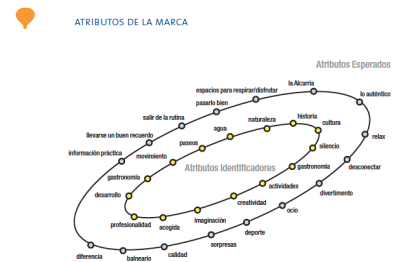 ATRIBUTOS DE LA MARCA
Atributos Esperados
la Alcarria
espacios para respirar/disfrutar
lo auténtico
pasarlo bien
historia
naturaleza
cultura
salir de la rutina
agua
relax
llevarse un buen recuerdo
paseos
silencio
información práctica
movimiento
desconectar
Atributos Identificadores
gastronomía
gastronomía
actividades
divertimento
desarrollo
creatividad
ocio
imaginación
profesionalidad
acogida
deporte
sorpresas
calidad
diferencia
balneario